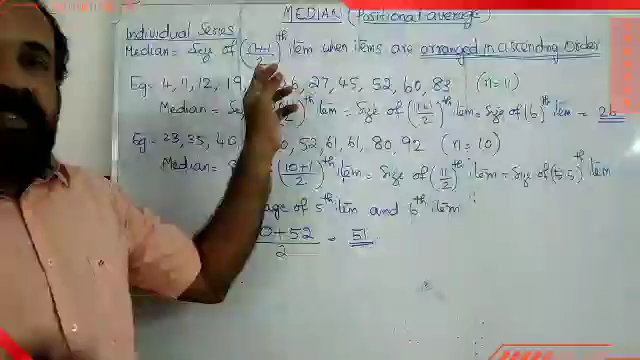 MEDIAN (Positional average)
Individual Series
Median = Size of (n+1/2)th item when items are arranged in ascending Order
Eg = 4, 11, 12, 19, 6, 27, 45, 52, 60, 83 (n = 11)
Median = th item = Size of (11+1/2)th item = Size of (6)th item = 26
Eg = 23, 35, 40, 0, 52, 61, 61, 80, 92 (n = 10)
Median = (10+1/2)th item = Size of (11/2)th item = Size of (5.5)th item
age of 5th item and 6th item
0+52/2 = 51